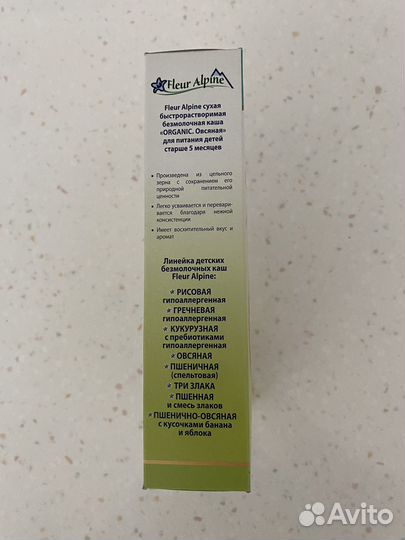 Fleur Alpine
Fleur Alpine сухая
быстрорастворимая
безмолочная каша
«ORGANIC. Овсяная»
для питания детей
старше 5 месяцев
• Произведена из цельного
зерна с сохранением его
природной питательной
ценности
• Легко усваивается и перевари-
вается благодаря нежной
консистенции
• Имеет восхитительный вкус и
аромат
Линейка детских
безмолочных каш
Fleur Alpine:
* РИСОВАЯ
гипоаллергенная
* ГРЕЧНЕВАЯ
гипоаллергенная
* КУКУРУЗНАЯ
с пребиотиками
гипоаллергенная
* ОВСЯНАЯ
* ПШЕНИЧНАЯ
(спельтовая)
* ТРИ ЗЛАКА
* ПШЕННАЯ
и смесь злаков
* ПШЕНИЧНО-ОВСЯНАЯ
с кусочками банана
и яблока
Avito